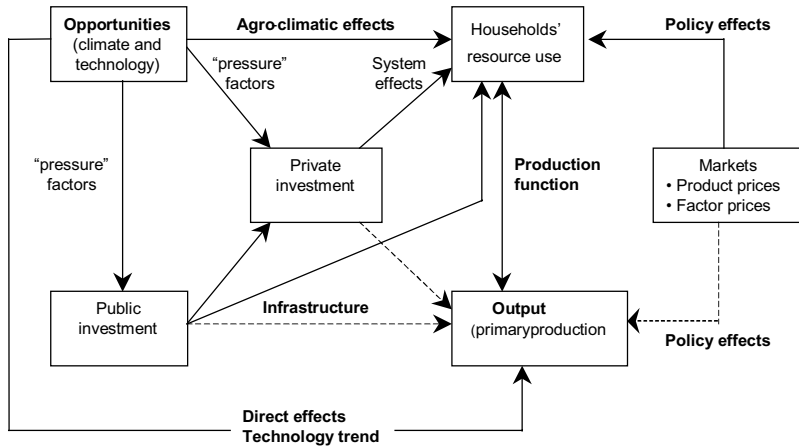 Opportunities
(climate and
technology)
Agro-climatic effects
Households’
resource use
Policy effects
“pressure”
factors
System
effects
“pressure”
factors
Private
investment
Production
function
Markets
• Product prices
• Factor prices
Public
investment
Infrastructure
Output
(primaryproduction
Policy effects
Direct effects
Technology trend